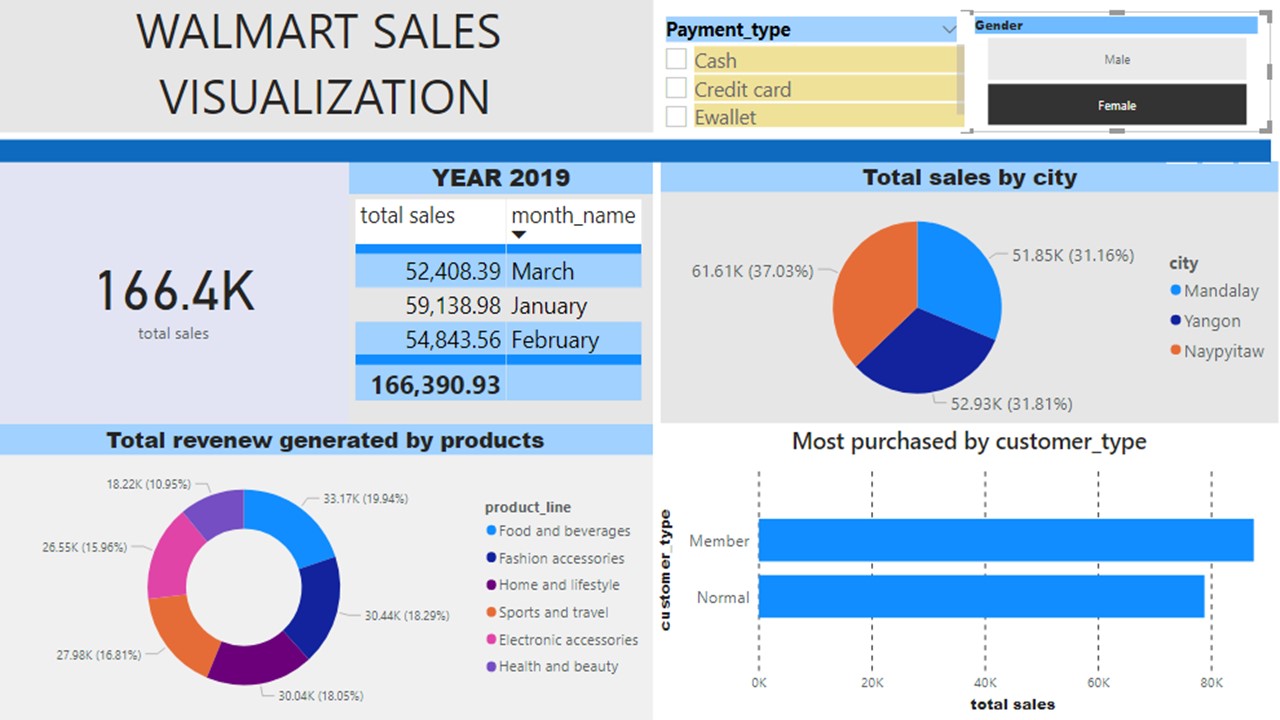 WALMART SALES
VISUALIZATION
Payment_type
Cash
Credit card
Ewallet
Gender
Male
Female
166.4K
total sales
YEAR 2019
total sales month_name
52,408.39 March
59,138.98 January
54,843.56 February
166,390.93
Total sales by city
61.61K (37.03%)
51.85K (31.16%)
52.93K (31.81%)
city
Mandalay
Yangon
Naypyitaw
Total revenew generated by products
18.22K (10.95%)
33.17K (19.94%)
26.55K (15.96%)
30.44K (18.29%)
27.98K (16.81%)
30.04K (18.05%)
product_line
Food and beverages
Fashion accessories
Home and lifestyle
Sports and travel
Electronic accessories
Health and beauty
Most purchased by customer_type
customer_type
Member
Normal
0K 20K 40K 60K 80K
total sales